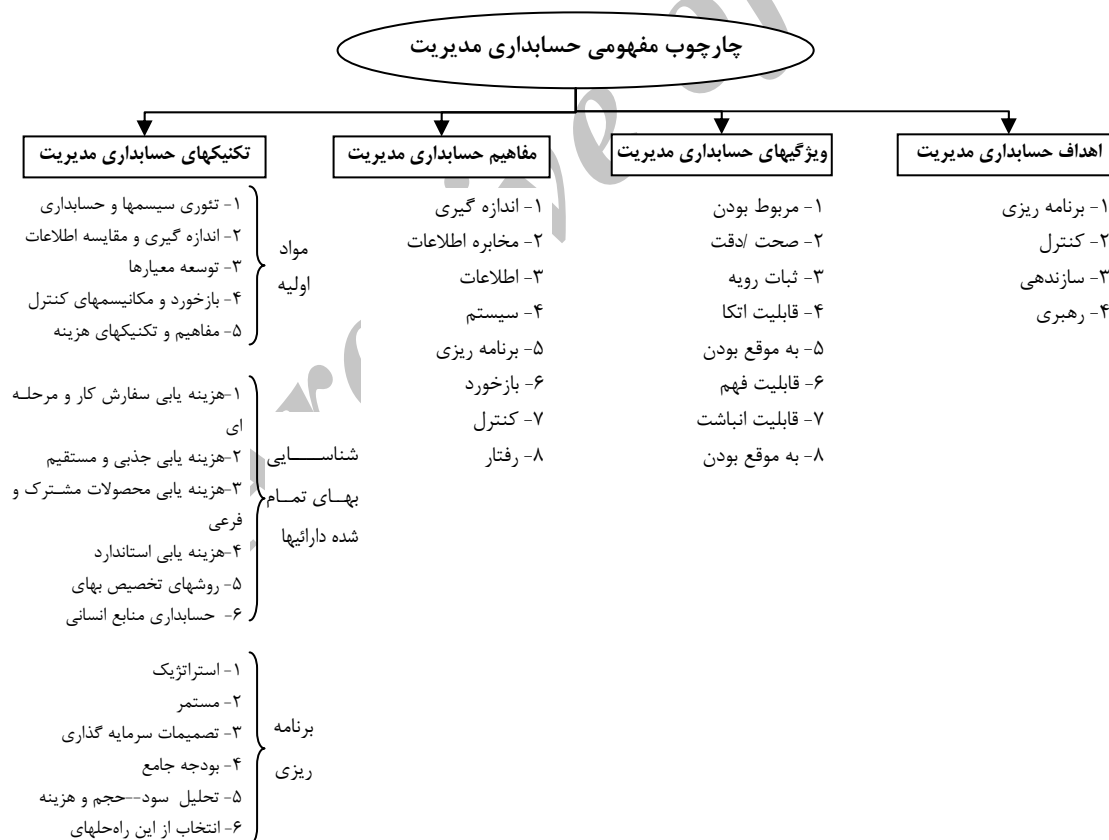 چارچوب مفهومی حسابداری مدیریت
اهداف حسابداری مدیریت
۱- برنامه ریزی
۲- کنترل
۳- سازندهی
۴- رهبری
ویژگیهای حسابداری مدیریت
۱- مربوط بودن
۲- صحت /دقت
۳- ثبات رویه
۴- قابلیت اتکا
۵- به موقع بودن
۶- قابلیت فهم
۷- قابلیت انباشت
۸- به موقع بودن
مفاهیم حسابداری مدیریت
۱- اندازه گیری
۲- مخابره اطلاعات
۳- اطلاعات
۴- سیستم
۵- برنامه ریزی
۶- بازخورد
۷- کنترل
۸- رفتار
تکنیکهای حسابداری مدیریت
مواد
اولیه
۱- تئوری سیسمها و حسابداری
۲- اندازه گیری و مقایسه اطلاعات
۳- توسعه معیارها
۴- بازخورد و مکانیسمهای کنترل
۵- مفاهیم و تکنیکهای هزینه
شناسایی
بهای تمام
شده دارائیها
۱-هزینه یابی سفارش کار و مرحله
ای
۲-هزینه یابی جذبی و مستقیم
۳-هزینه یابی محصولات مشترک و
فرعی
۴-هزینه یابی استاندارد
۵- روشهای تخصیص بهای
۶- حسابداری منابع انسانی
برنامه
ریزی
۱- استراتژیک
۲- مستمر
۳- تصمیمات سرمایه گذاری
۴- بودجه جامع
۵- تحلیل سود--حجم و هزینه
۶- انتخاب از این راه‌حلهای